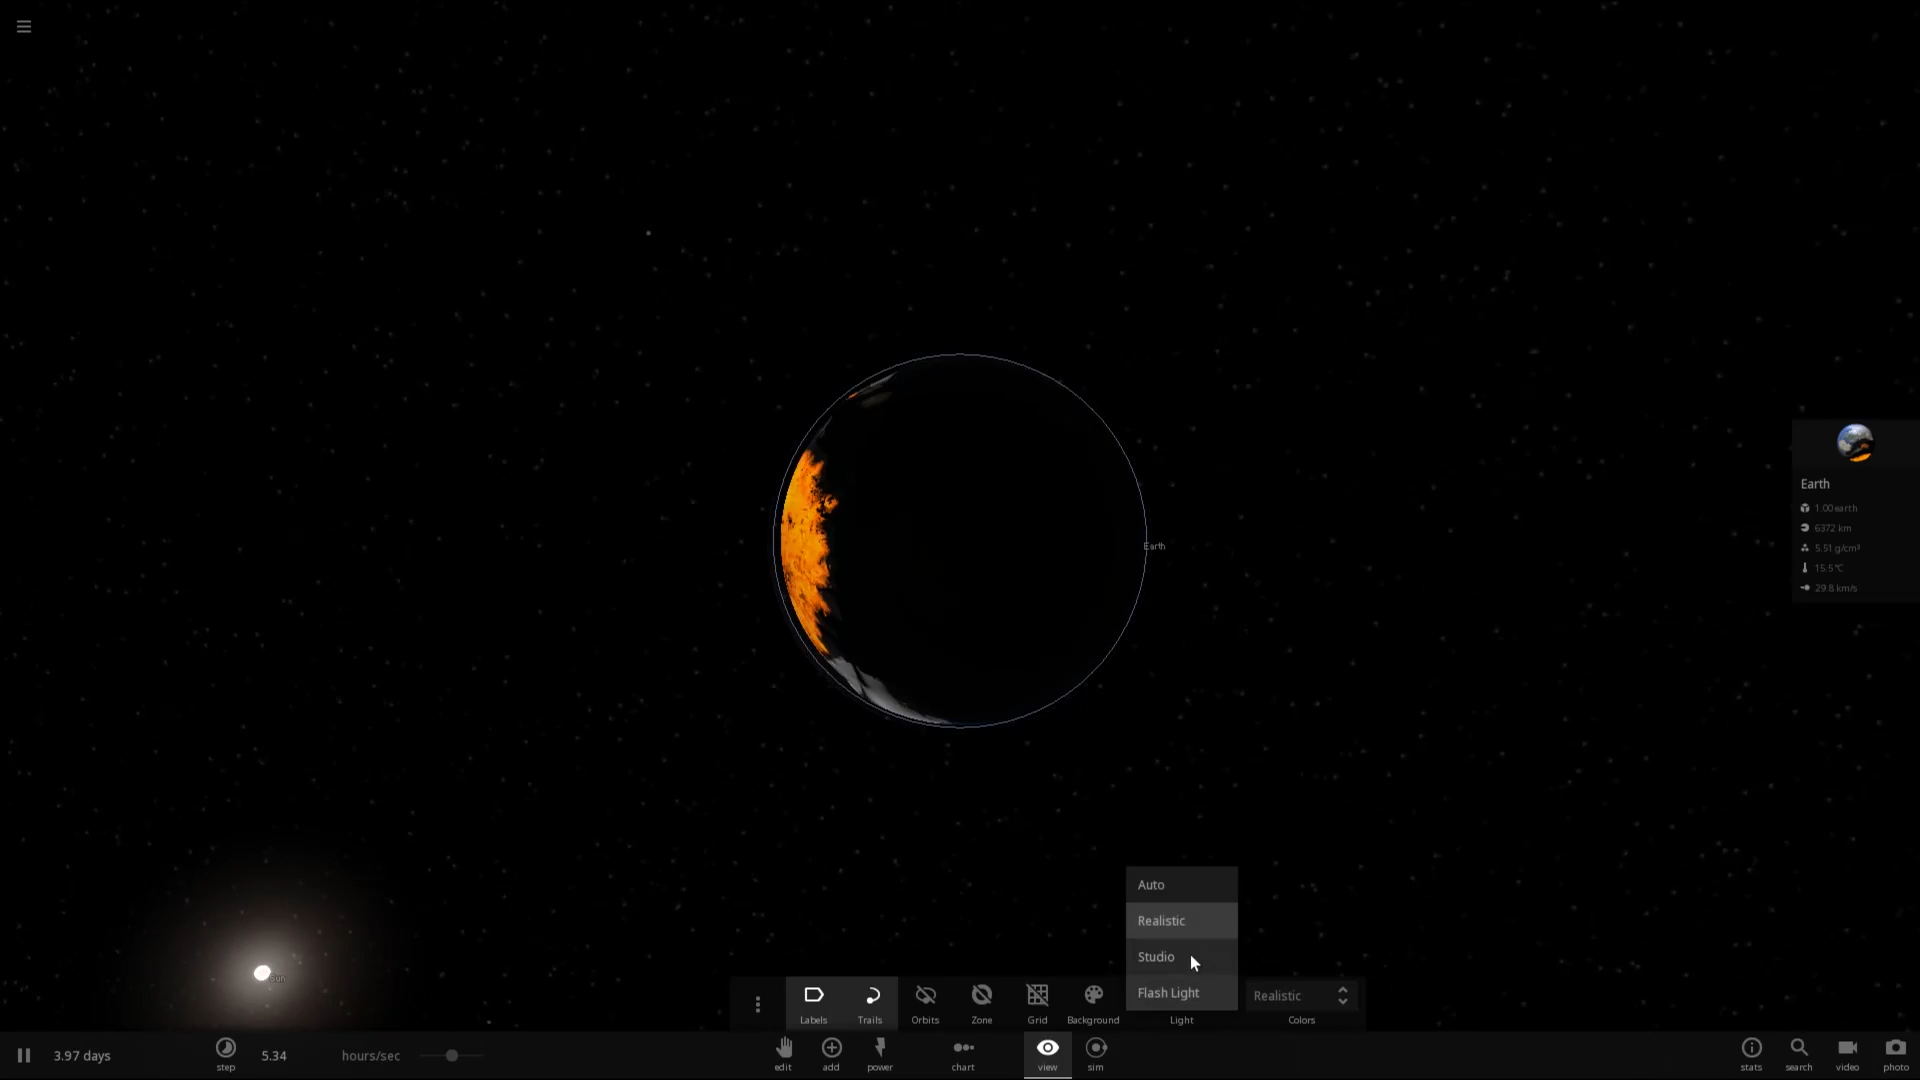 Earth
Earth
1.00 earth
6372 km
5.51 g/cm³
15.5 °C
29.8 km/s
Sun
Auto
Realistic
Studio
Flash Light
Labels
Trails
Orbits
Zone
Grid
Background
Light
Realistic
Colors
3.97 days
step
5.34
hours/sec
edit
add
power
chart
view
sim
stats
search
video
photo